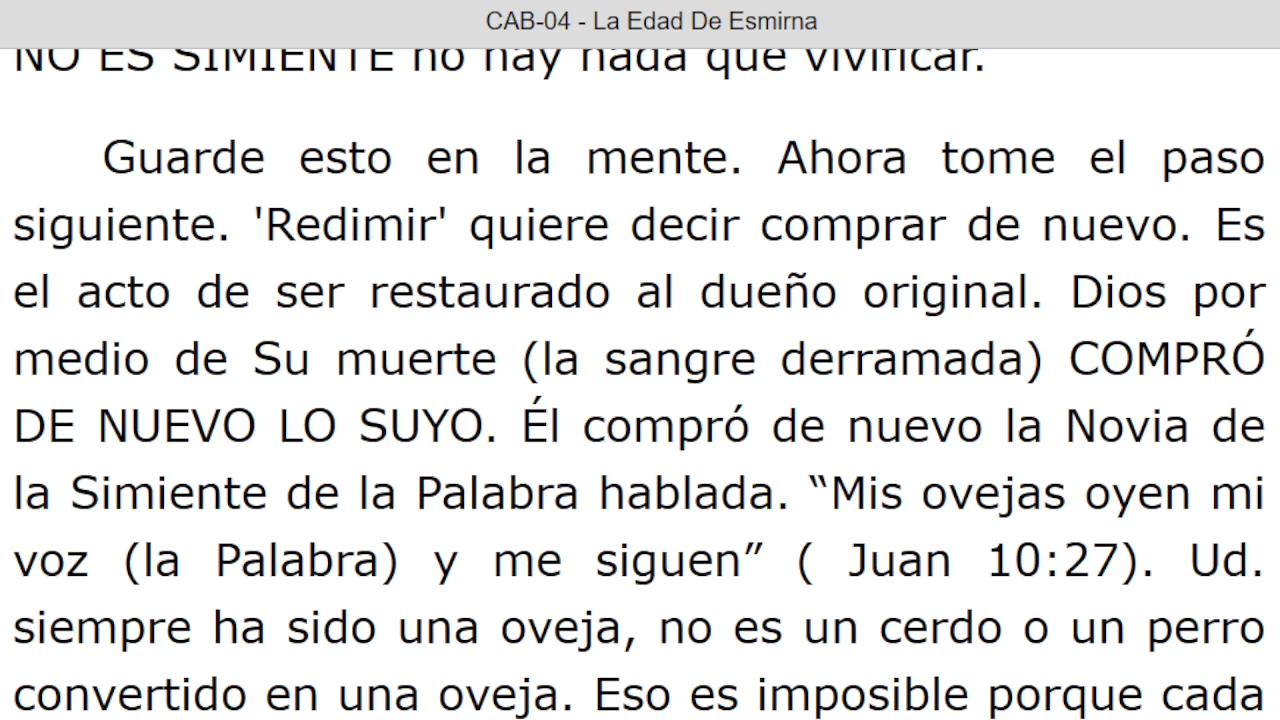 CAB-04 - La Edad De Esmirna
NO ES SIMIENTE no hay nada que vivificar.
Guarde esto en la mente. Ahora tome el paso
siguiente. 'Redimir' quiere decir comprar de nuevo. Es
el acto de ser restaurado al dueño original. Dios por
medio de Su muerte (la sangre derramada) COMPRÓ
DE NUEVO LO SUYO. Él compró de nuevo la Novia de
la Simiente de la Palabra hablada. “Mis ovejas oyen mi
voz (la Palabra) y me siguen” ( Juan 10:27). Ud.
siempre ha sido una oveja, no es un cerdo o un perro
convertido en una oveja. Eso es imposible porque cada